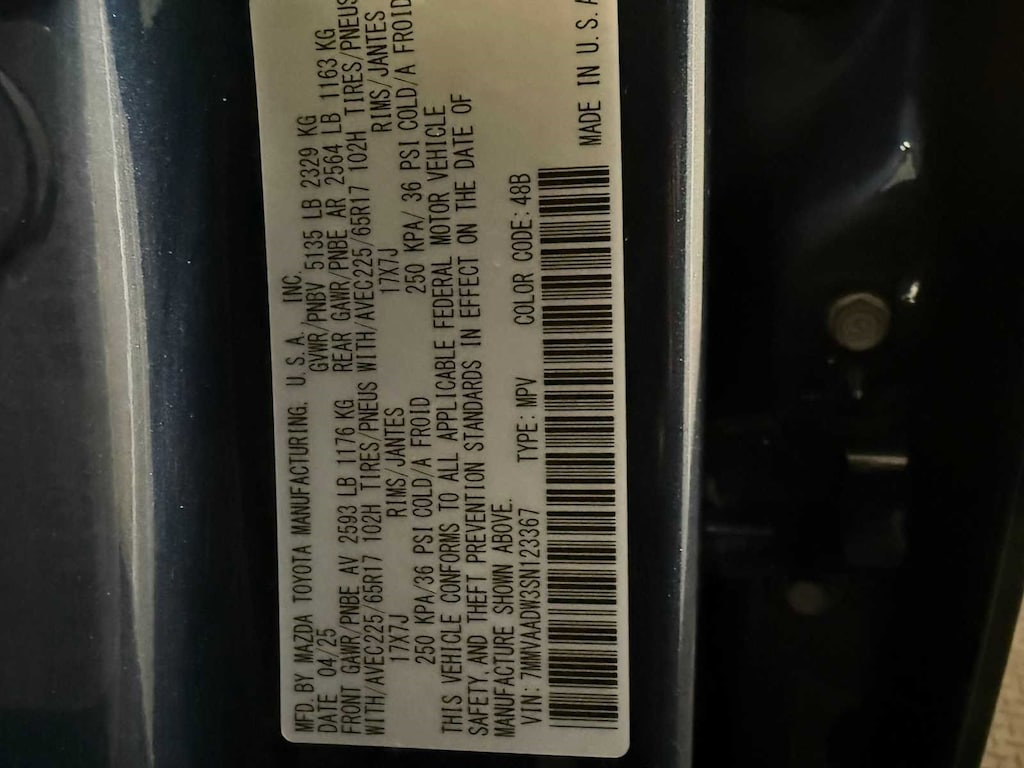 MFD. BY MAZDA TOYOTA MANUFACTURING, U.S.A. INC.
DATE 04/25 GVWR/PNBV 5135 LB 2329 KG
FRONT GAWR/PNBE AV 2593 LB 1176 KG REAR GAWR/PNBE AR 2564 LB 1163 KG
WITH/AVEC225/65R17 102H TIRES/PNEUS WITH/AVEC225/65R17 102H TIRES/PNEUS
17X7J RIMS/JANTES 17X7J RIMS/JANTES
250 KPA/36 PSI COLD/A FROID 250 KPA/ 36 PSI COLD/A FROID
THIS VEHICLE CONFORMS TO ALL APPLICABLE FEDERAL MOTOR VEHICLE
SAFETY, AND THEFT PREVENTION STANDARDS IN EFFECT ON THE DATE OF
MANUFACTURE SHOWN ABOVE.
VIN: 7MMVAADW3SN123367 TYPE: MPV COLOR CODE: 48B
MADE IN U.S.A